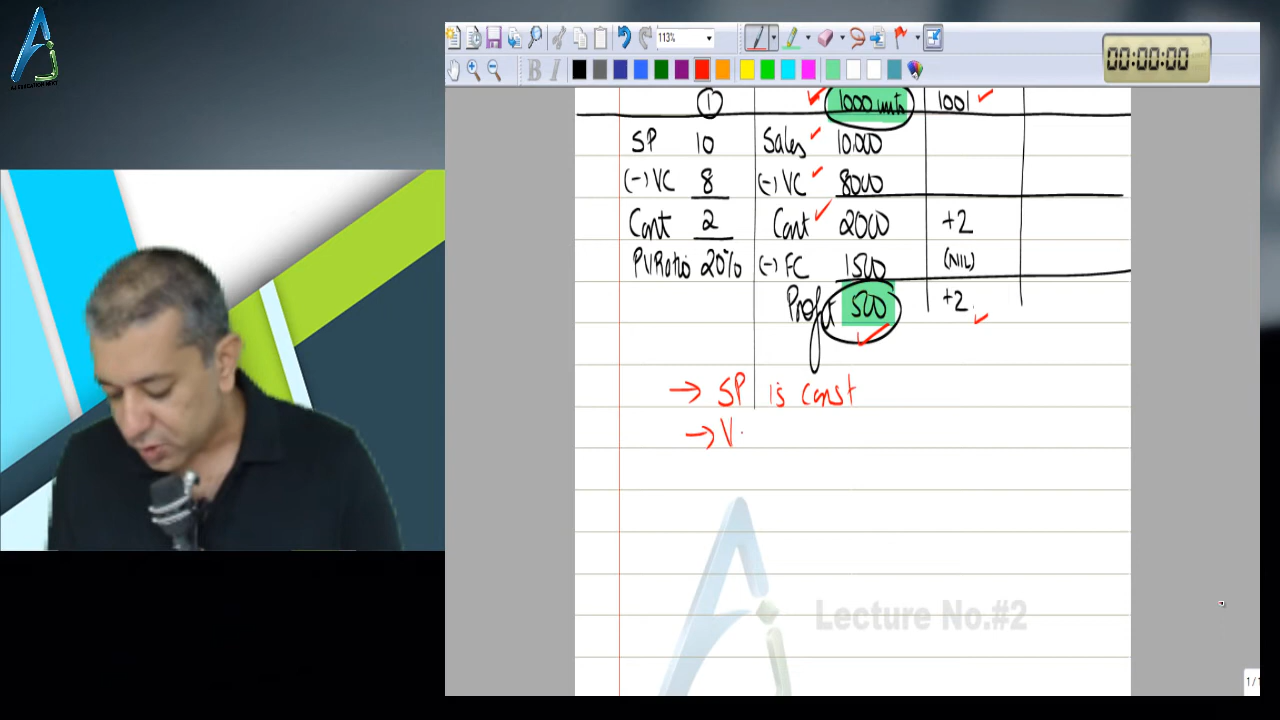 113%
B I
00:00:00
① 1000 units 1001
SP 10 Sales 10000
(-) VC 8 (-) VC 8000
Cont 2 Cont 2000 +2
PV Ratio 20% (-) FC 1500 (NIL)
Profit 500 +2
→ SP is const
→ V
Lecture No.#2
1/1